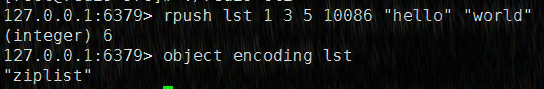 127.0.0.1:6379> rpush lst 1 3 5 10086 "hello" "world"
(integer) 6
127.0.0.1:6379> object encoding lst
"ziplist"